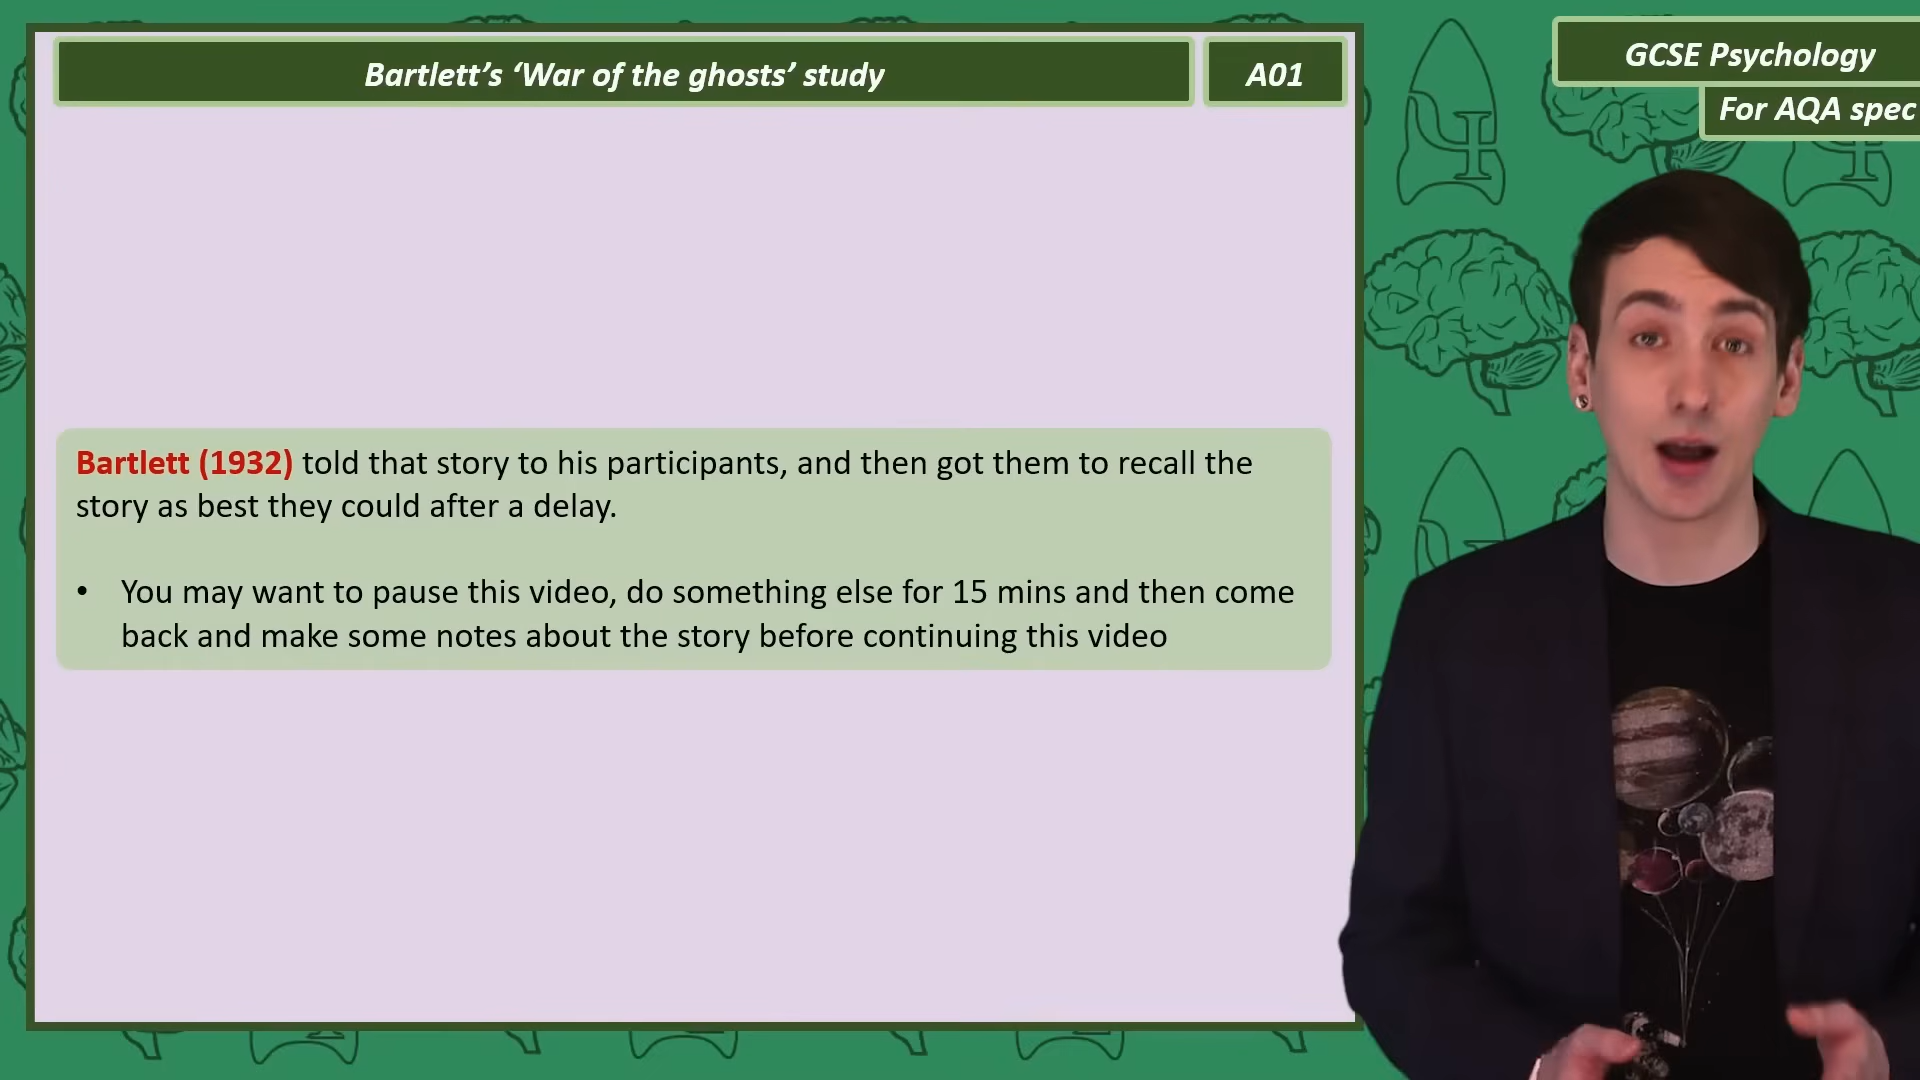 Bartlett's 'War of the ghosts' study
A01
GCSE Psychology
For AQA spec
Bartlett (1932) told that story to his participants, and then got them to recall the
story as best they could after a delay.
• You may want to pause this video, do something else for 15 mins and then come
back and make some notes about the story before continuing this video